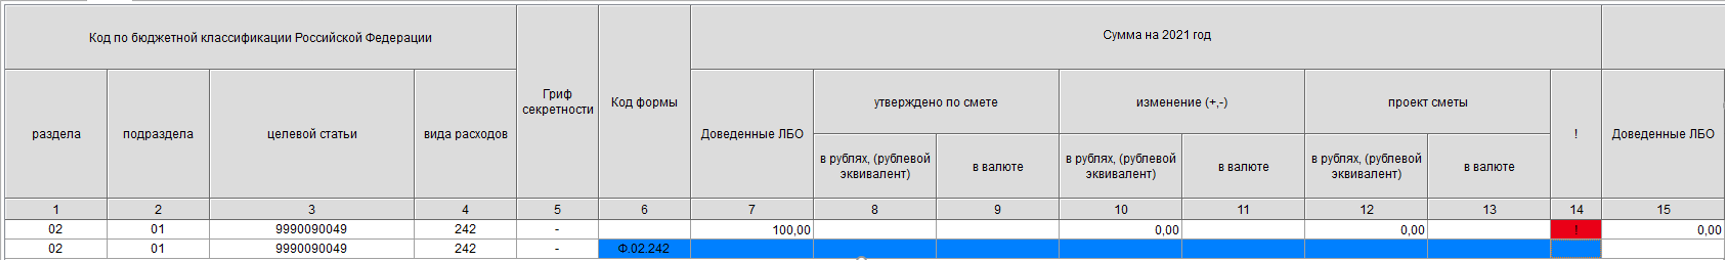 Код по бюджетной классификации Российской Федерации
Сумма на 2021 год
раздела
подраздела
целевой статьи
вида расходов
Гриф
секретности
Код формы
Доведенные ЛБО
утверждено по смете
изменение (+,-)
проект сметы
!
Доведенные ЛБО
в рублях, (рублевой
эквивалент)
в валюте
в рублях, (рублевой
эквивалент)
в валюте
в рублях, (рублевой
эквивалент)
в валюте
1 2 3 4 5 6 7 8 9 10 11 12 13 14 15
02 01 9990090049 242 - 100,00 0,00 0,00 ! 0,00
02 01 9990090049 242 - Ф.02.242